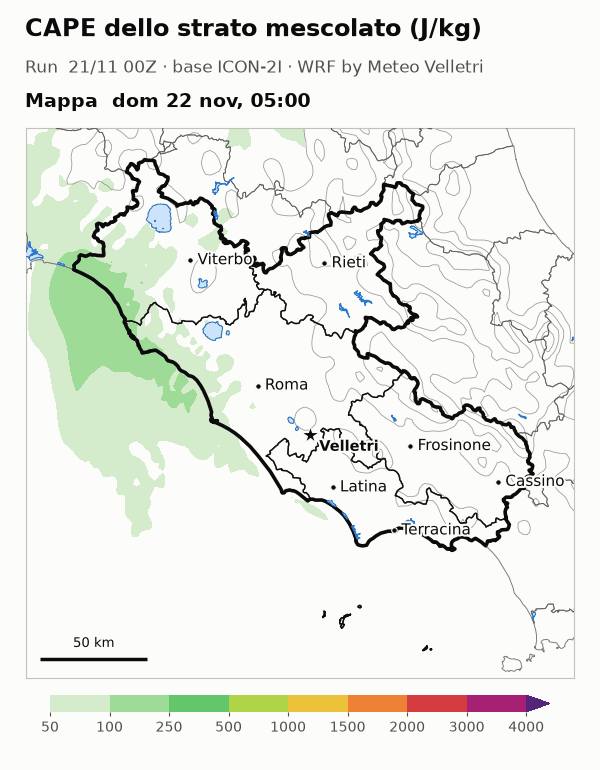 CAPE dello strato mescolato (J/kg)
Run  21/11 00Z · base ICON-2I · WRF by Meteo Velletri
Mappa  dom 22 nov, 05:00
Viterbo
Rieti
Roma
Velletri
Frosinone
Cassino
Latina
Terracina
50 km
50 100 250 500 1000 1500 2000 3000 4000